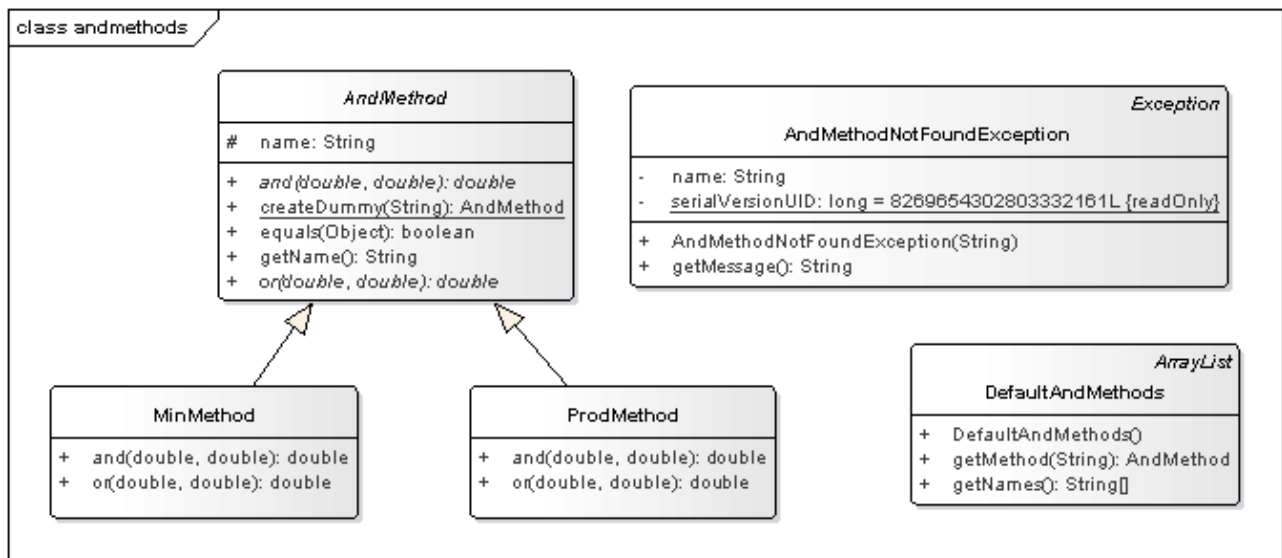 class andmethods
AndMethod
# name: String
+ and(double, double): double
+ createDummy(String): AndMethod
+ equals(Object): boolean
+ getName(): String
+ or(double, double): double
Exception
AndMethodNotFoundException
- name: String
- serialVersionUID: long = 8269654302803332161L {readOnly}
+ AndMethodNotFoundException(String)
+ getMessage(): String
MinMethod
+ and(double, double): double
+ or(double, double): double
ProdMethod
+ and(double, double): double
+ or(double, double): double
ArrayList
DefaultAndMethods
+ DefaultAndMethods()
+ getMethod(String): AndMethod
+ getNames(): String[]